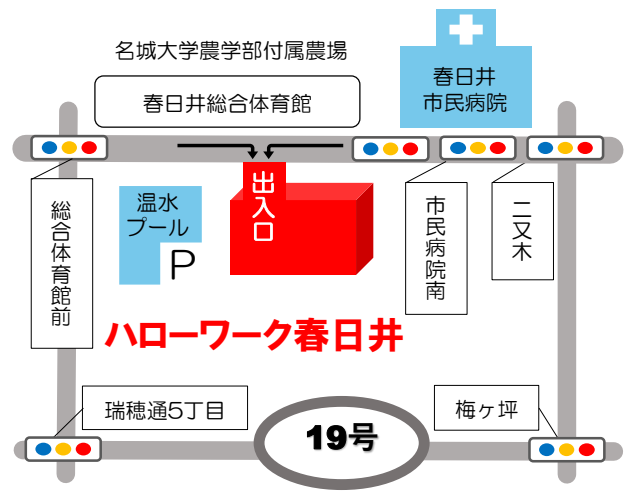 名城大学農学部付属農場
春日井総合体育館
春日井
市民病院
出入口
温水
プール
P
総合体育館前
市民病院南
二又木
ハローワーク春日井
瑞穂通5丁目
梅ヶ坪
19号